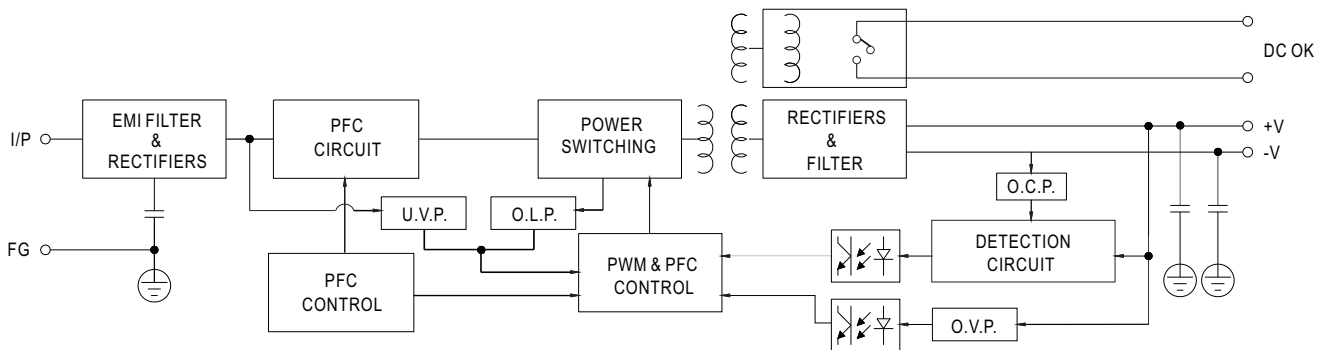 DC OK
I/P
EMI FILTER
&
RECTIFIERS
PFC
CIRCUIT
POWER
SWITCHING
RECTIFIERS
&
FILTER
+V
-V
U.V.P.
O.L.P.
O.C.P.
FG
PFC
CONTROL
PWM & PFC
CONTROL
DETECTION
CIRCUIT
O.V.P.